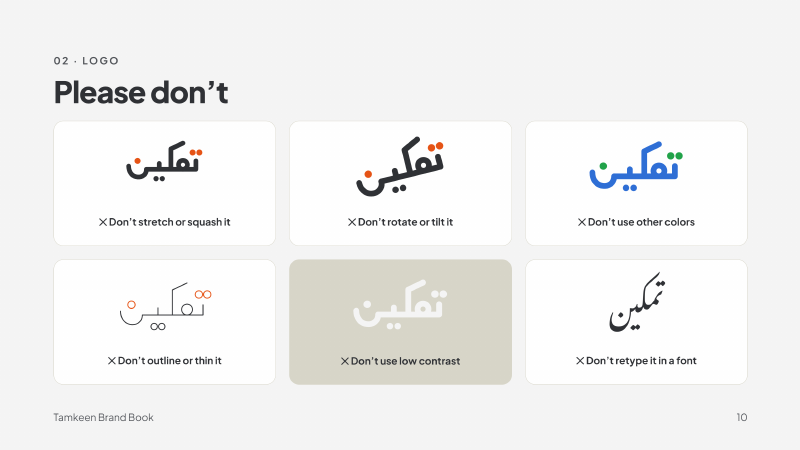 02 · LOGO
Please don’t
تمكين
تمكين
تمكين
✕ Don’t stretch or squash it
✕ Don’t rotate or tilt it
✕ Don’t use other colors
تمكين
تمكين
تمكين
✕ Don’t outline or thin it
✕ Don’t use low contrast
✕ Don’t retype it in a font
Tamkeen Brand Book
10